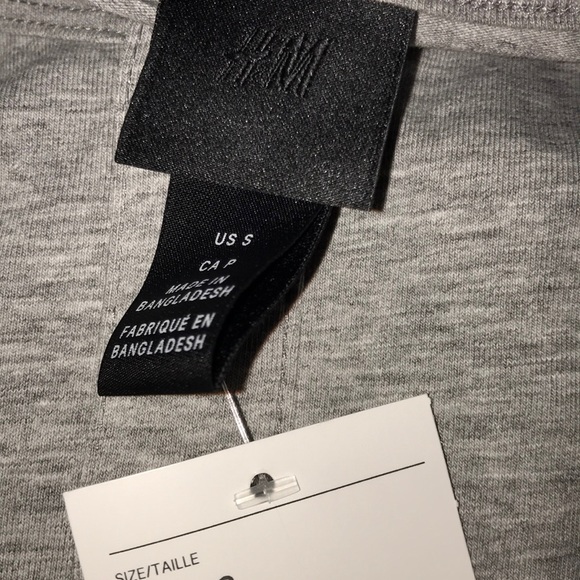 H&M
US S
CA P
MADE IN
BANGLADESH
FABRIQUÉ EN
BANGLADESH
SIZE/TAILLE